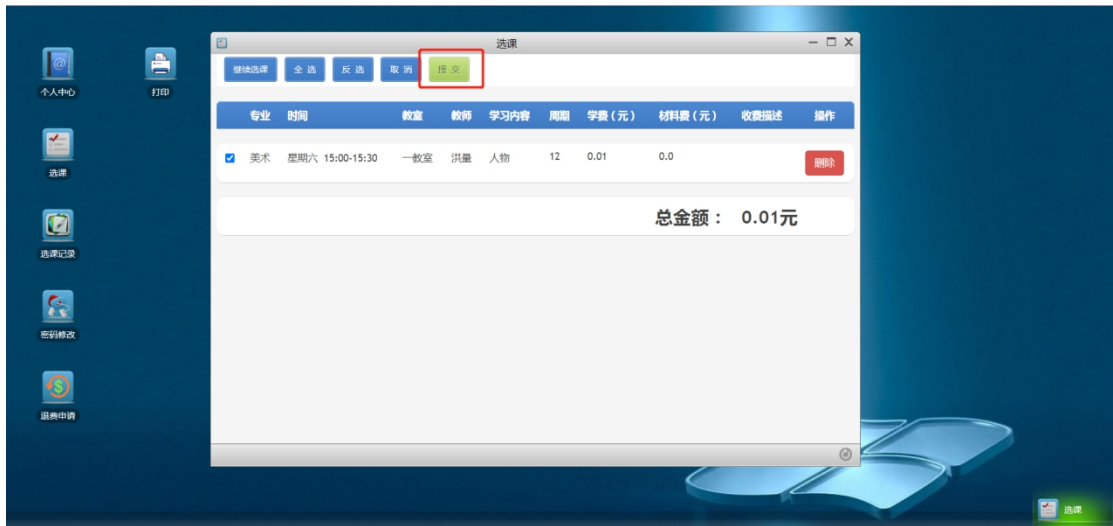 选课
继续选课 全选 反选 取消 提交
专业 时间 教室 教师 学习内容 周期 学费(元) 材料费(元) 收费描述 操作
美术 星期六 15:00-15:30 一教室 洪量 人物 12 0.01 0.0 删除
总金额: 0.01元
个人中心 打印
选课
选课记录
密码修改
退费申请
选课